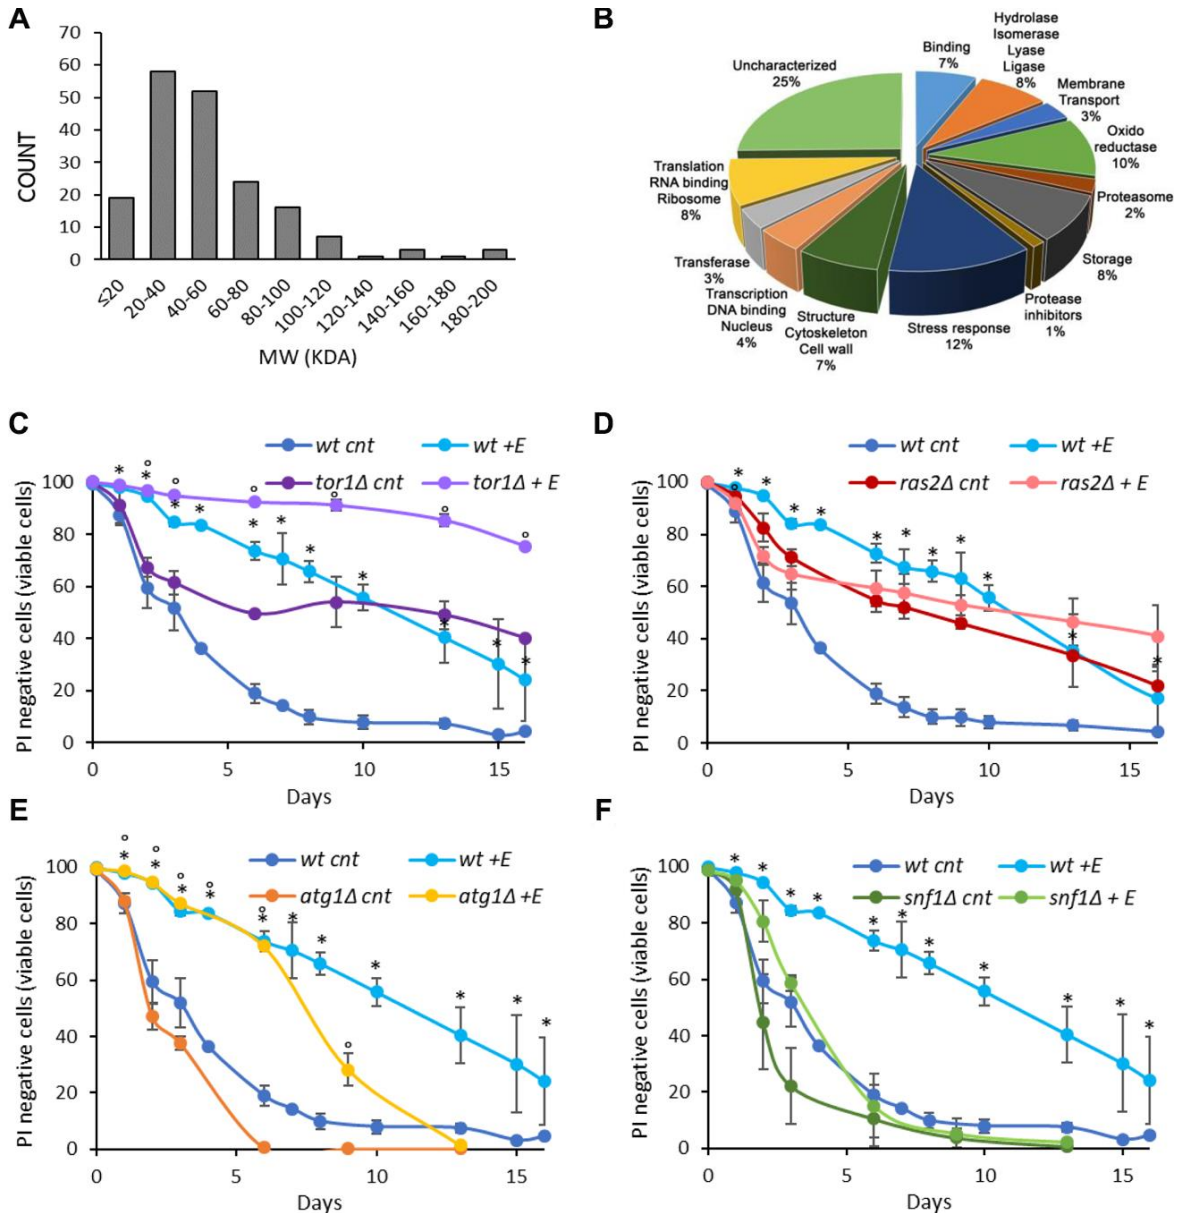 A
70
60
50
40
30
20
10
0
COUNT
≤20
20-40
40-60
60-80
80-100
100-120
120-140
140-160
160-180
180-200
MW (KDA)
B
Uncharacterized
25%
Binding
7%
Hydrolase
Isomerase
Lyase
Ligase
8%
Membrane
Transport
3%
Oxido
reductase
10%
Proteasome
2%
Storage
8%
Protease
inhibitors
1%
Stress response
12%
Structure
Cytoskeleton
Cell wall
7%
Transcription
DNA binding
Nucleus
4%
Transferase
3%
Translation
RNA binding
Ribosome
8%
C
wt cnt
wt +E
tor1Δ cnt
tor1Δ + E
PI negative cells (viable cells)
100
80
60
40
20
0
0
5
10
15
Days
D
wt cnt
wt +E
ras2Δ cnt
ras2Δ + E
PI negative cells (viable cells)
100
80
60
40
20
0
0
5
10
15
Days
E
wt cnt
wt +E
atg1Δ cnt
atg1Δ +E
PI negative cells (viable cells)
100
80
60
40
20
0
0
5
10
15
Days
F
wt cnt
wt +E
snf1Δ cnt
snf1Δ + E
PI negative cells (viable cells)
100
80
60
40
20
0
0
5
10
15
Days